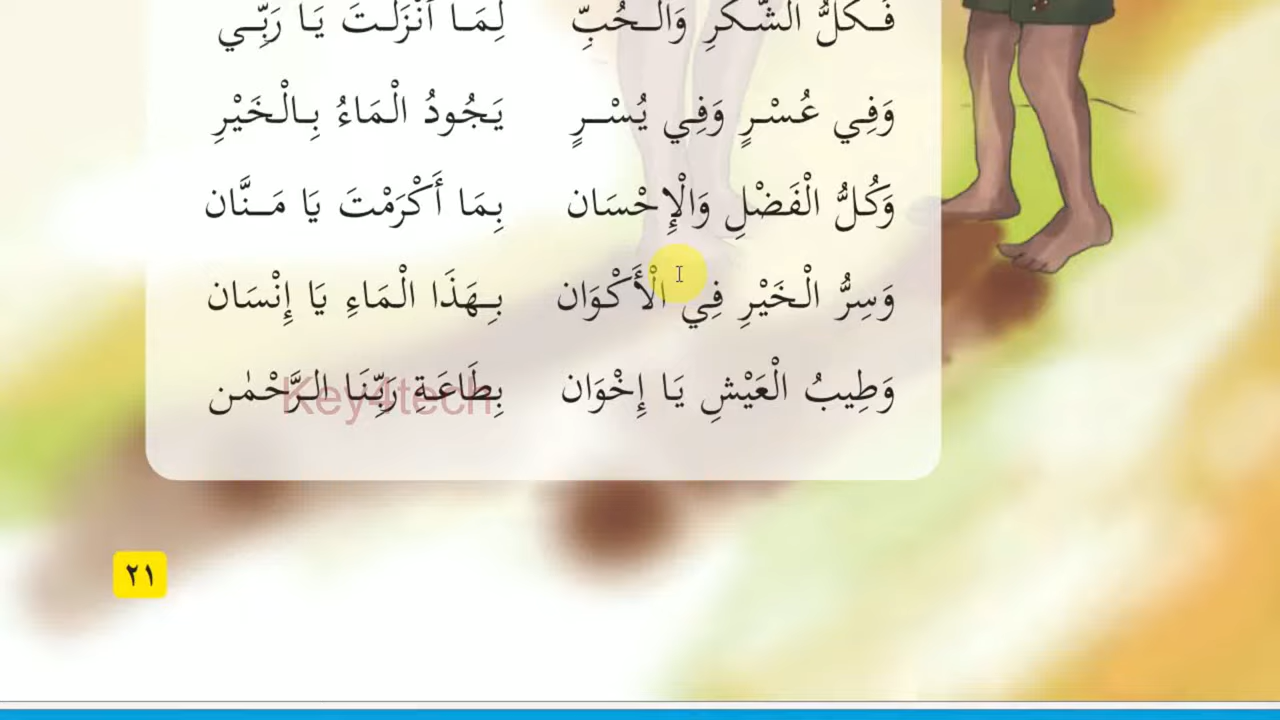 فَكُلُّ الشُّكْرِ وَالْحُبِّ لِمَا أَنْزَلْتَ يَا رَبِّي
وَفِي عُسْرٍ وَفِي يُسْرٍ يَجُودُ الْمَاءُ بِالْخَيْرِ
وَكُلُّ الْفَضْلِ وَالْإِحْسَان بِمَا أَكْرَمْتَ يَا مَنَّان
وَسِرُّ الْخَيْرِ فِي الْأَكْوَان بِهَذَا الْمَاءِ يَا إِنْسَان
وَطِيبُ الْعَيْشِ يَا إِخْوَان بِطَاعَةِ رَبِّنَا الرَّحْمٰن
Key4tech
٢١